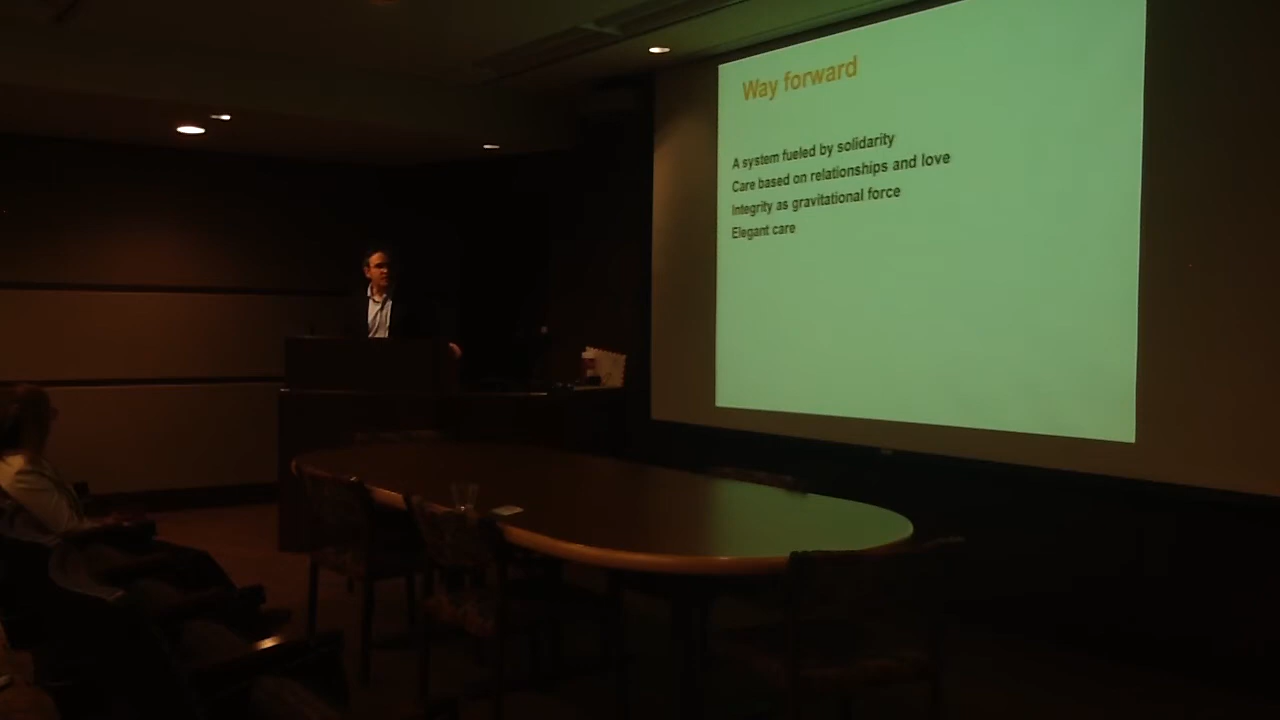 Way forward
A system fueled by solidarity
Care based on relationships and love
Integrity as gravitational force
Elegant care